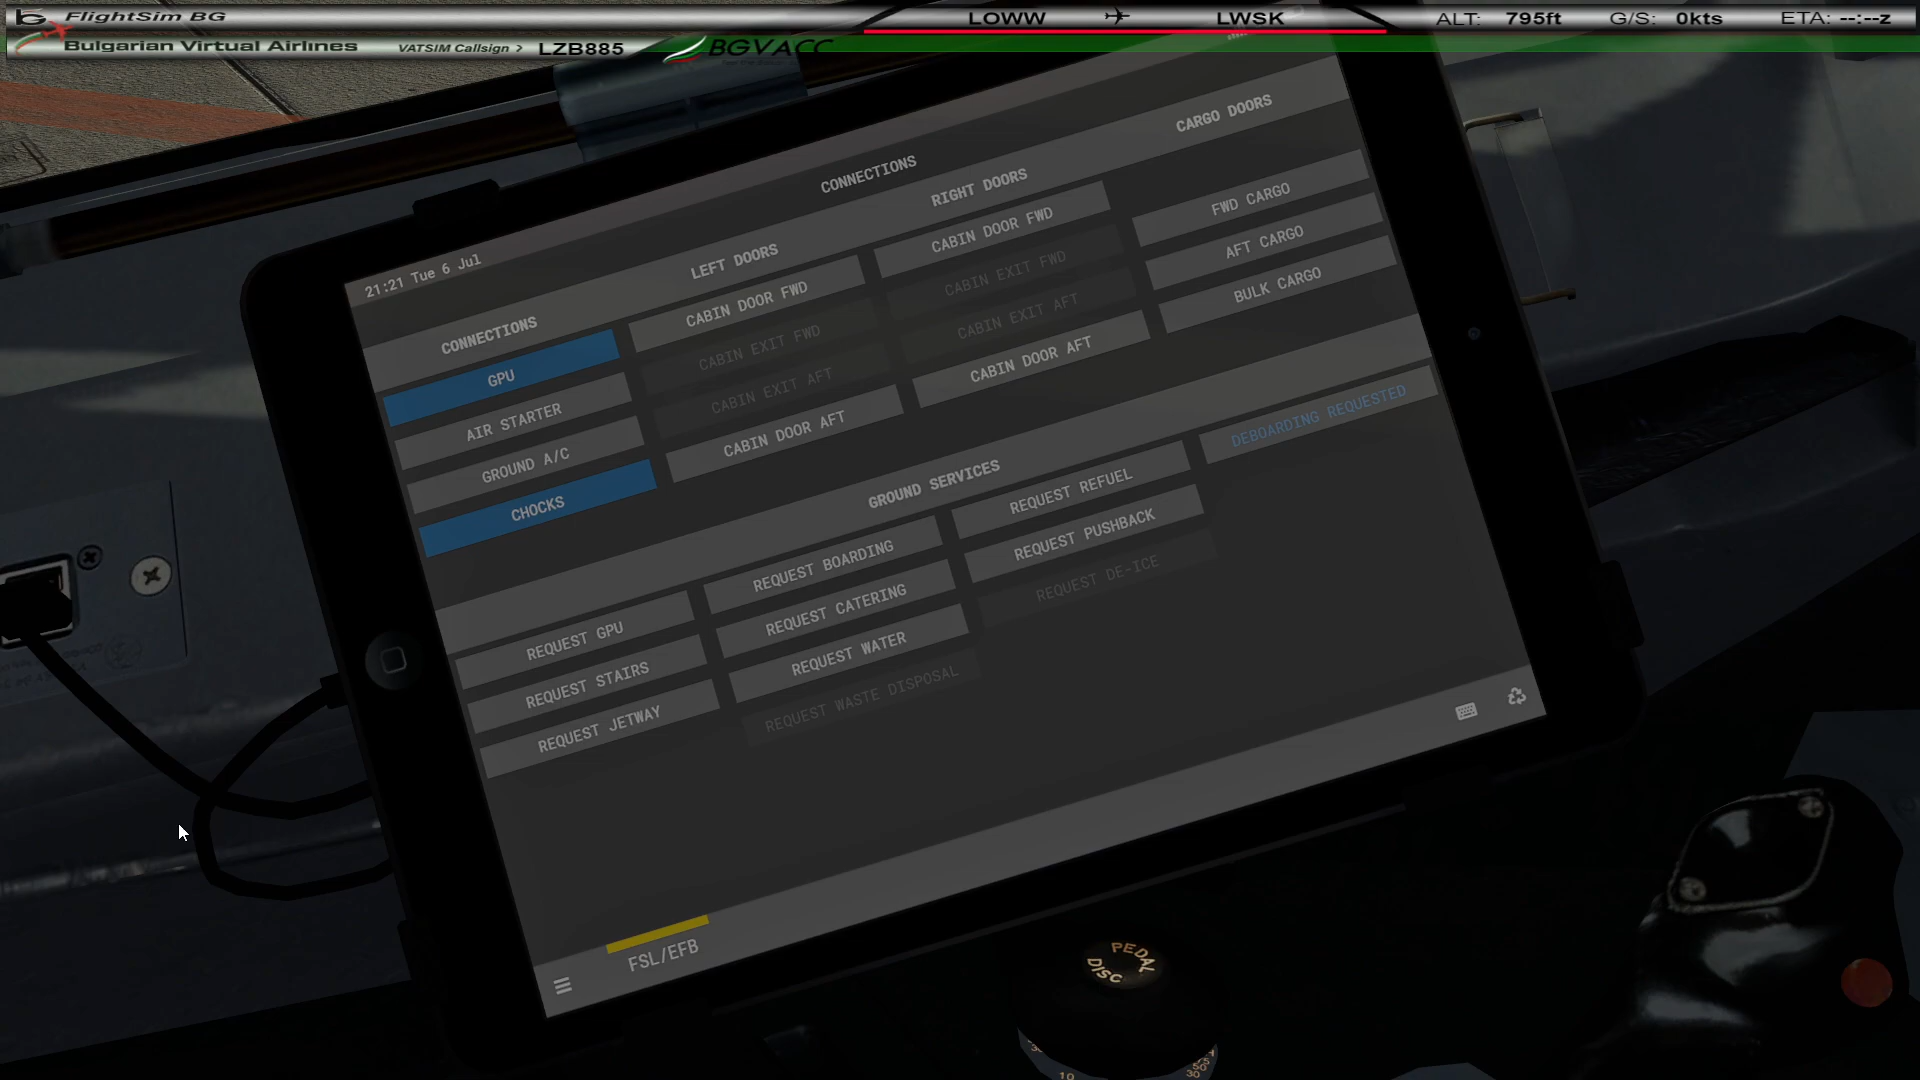 FlightSim BG
LOWW LWSK ALT: 795ft G/S: 0kts ETA: --:--z
Bulgarian Virtual Airlines VATSIM Callsign > LZB885 BGVACC
21:21 Tue 6 Jul
CONNECTIONS
CONNECTIONS
GPU
AIR STARTER
GROUND A/C
CHOCKS
LEFT DOORS
CABIN DOOR FWD
CABIN EXIT FWD
CABIN EXIT AFT
CABIN DOOR AFT
RIGHT DOORS
CABIN DOOR FWD
CABIN EXIT FWD
CABIN EXIT AFT
CABIN DOOR AFT
CARGO DOORS
FWD CARGO
AFT CARGO
BULK CARGO
GROUND SERVICES
REQUEST GPU
REQUEST STAIRS
REQUEST JETWAY
REQUEST BOARDING
REQUEST CATERING
REQUEST WATER
REQUEST WASTE DISPOSAL
REQUEST REFUEL
REQUEST PUSHBACK
REQUEST DE-ICE
DEBOARDING REQUESTED
FSL/EFB
PEDAL
DISC
10
30